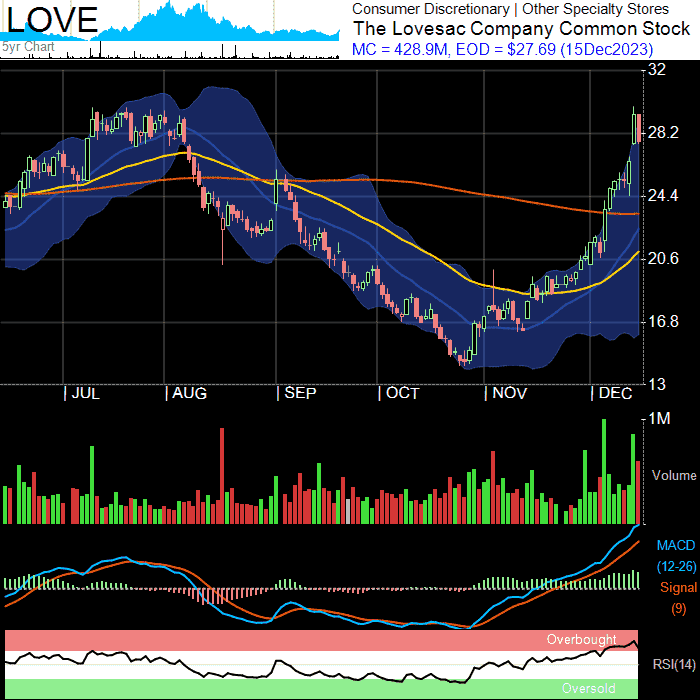 LOVE
5yr Chart
Consumer Discretionary | Other Specialty Stores
The Lovesac Company Common Stock
MC = 428.9M, EOD = $27.69 (15Dec2023)
32
28.2
24.4
20.6
16.8
13
| JUL | AUG | SEP | OCT | NOV | DEC
1M
Volume
MACD
(12-26)
Signal
(9)
Overbought
RSI(14)
Oversold